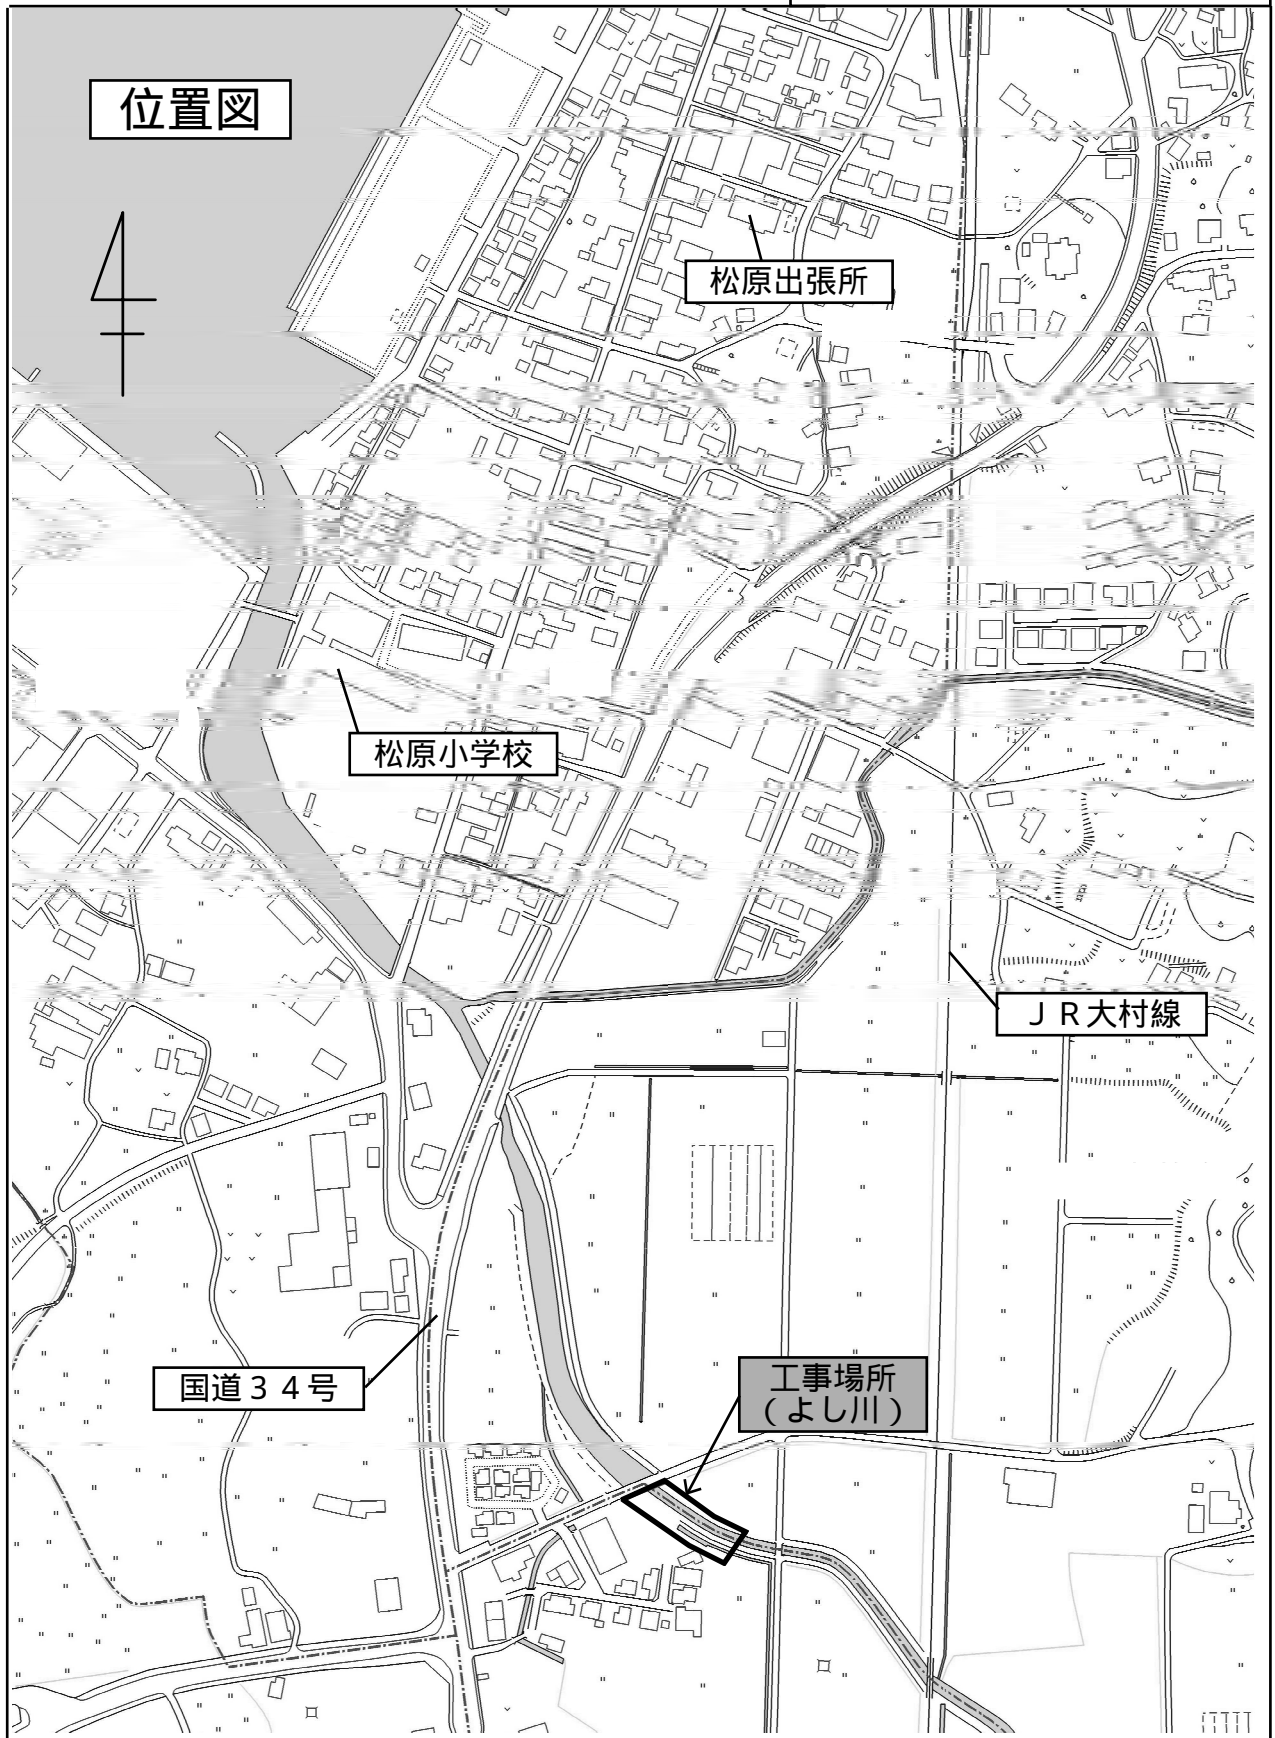 位置図
松原出張所
松原小学校
ＪＲ大村線
国道３４号
工事場所
（よし川）